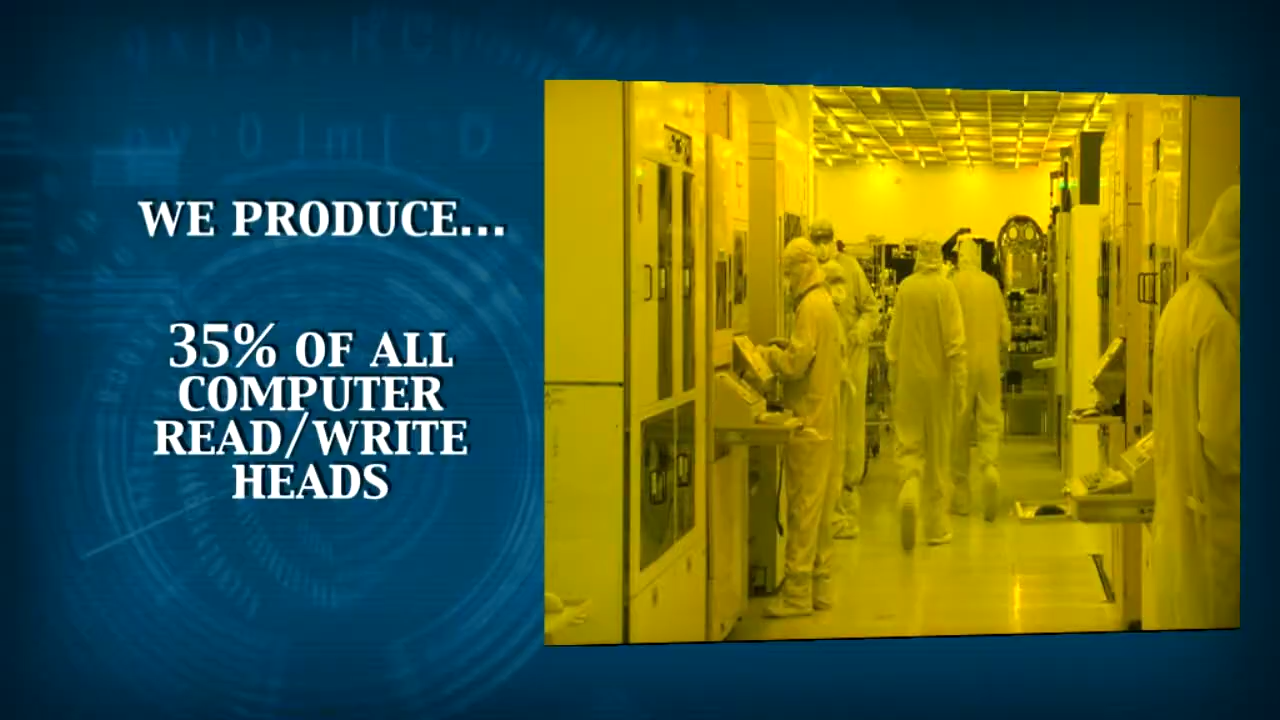 WE PRODUCE...
35% OF ALL
COMPUTER
READ/WRITE
HEADS